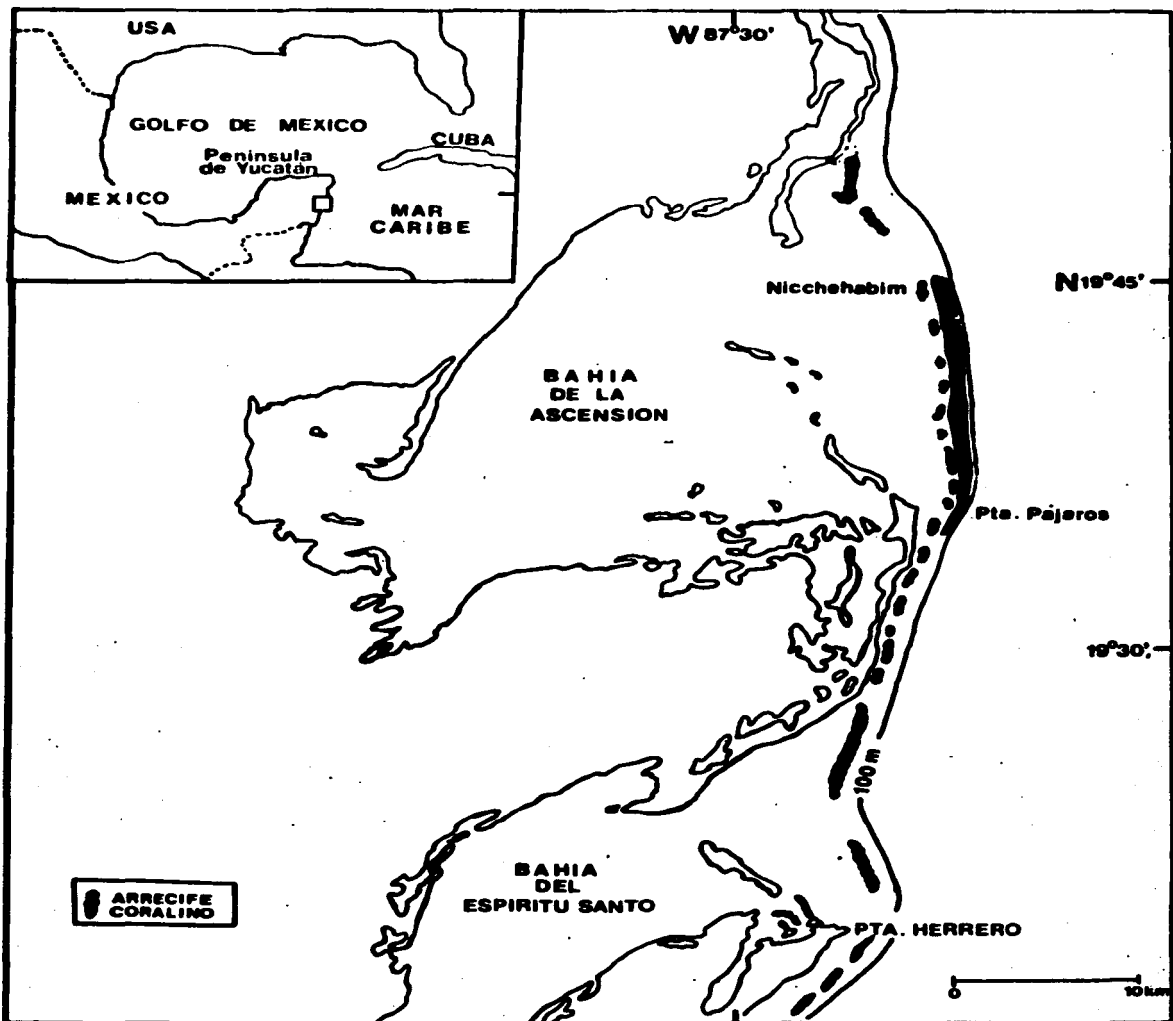 USA
GOLFO DE MEXICO
CUBA
Peninsula
de Yucatán
MEXICO
MAR
CARIBE
W 87°30'
Nicchehabim
N 19°45'
BAHIA
DE LA
ASCENSION
Pta. Pájaros
19°30'
100 m
BAHIA
DEL
ESPIRITU SANTO
ARRECIFE
CORALINO
PTA. HERRERO
0 10 km